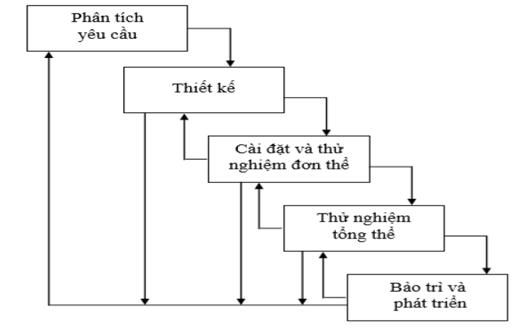 Phân tích
yêu cầu
Thiết kế
Cài đặt và thử
nghiệm đơn thể
Thử nghiệm
tổng thể
Bảo trì và
phát triển